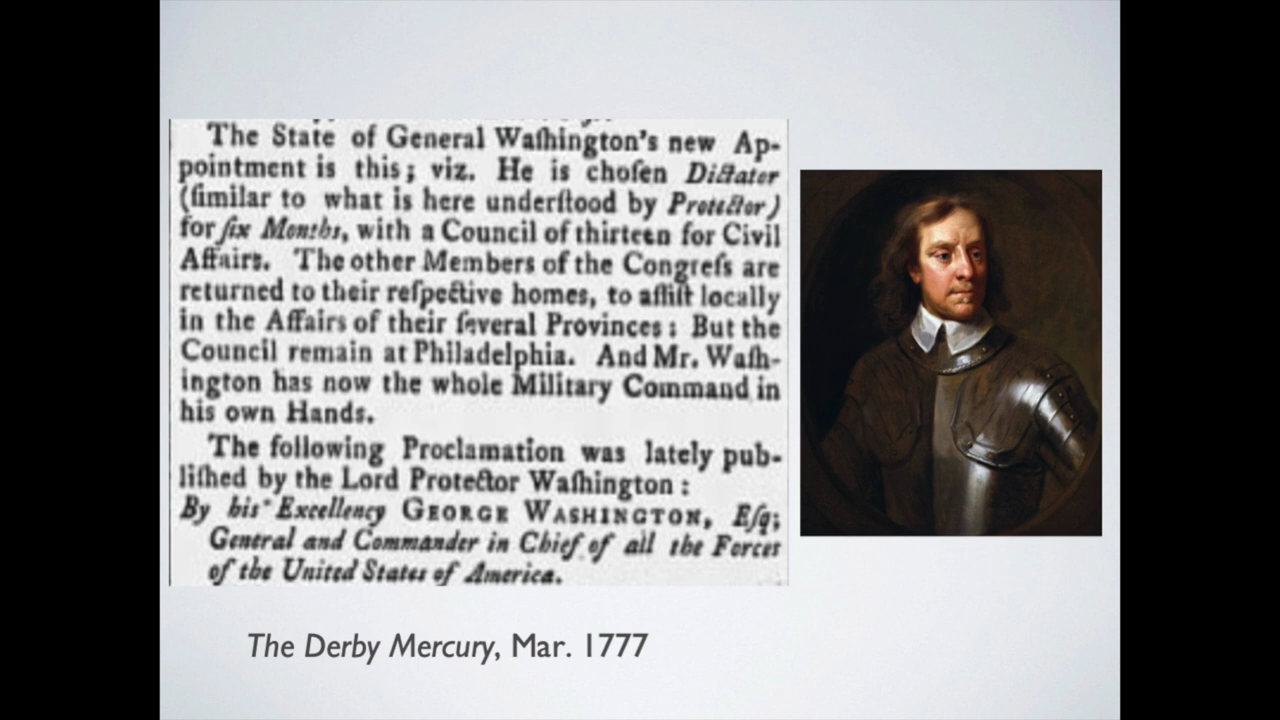 The State of General Waſhington's new Ap-
pointment is this; viz. He is choſen Dictator
(ſimilar to what is here underſtood by Protector)
for ſix Months, with a Council of thirteen for Civil
Affairs. The other Members of the Congreſs are
returned to their reſpective homes, to aſſiſt locally
in the Affairs of their ſeveral Provinces: But the
Council remain at Philadelphia. And Mr. Waſh-
ington has now the whole Military Command in
his own Hands.
The following Proclamation was lately pub-
liſhed by the Lord Protector Waſhington:
By his Excellency GEORGE WASHINGTON, Eſq;
General and Commander in Chief of all the Forces
of the United States of America.
The Derby Mercury, Mar. 1777